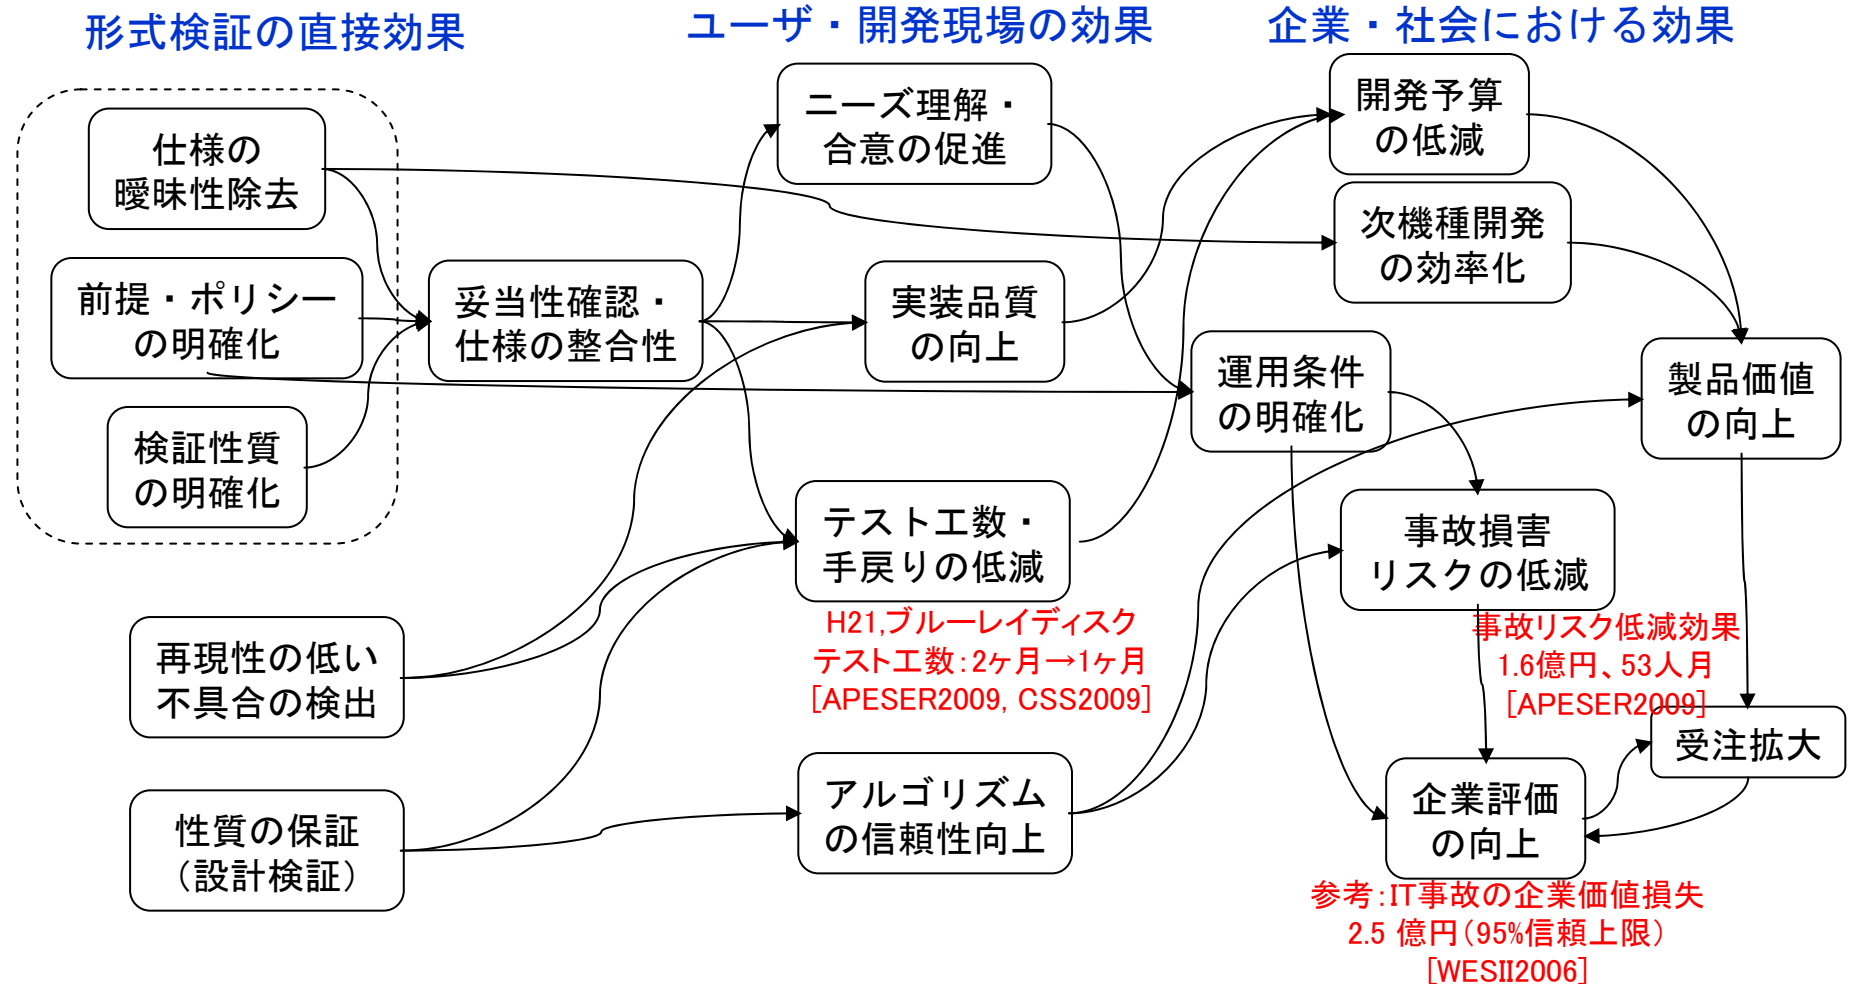 形式検証の直接効果
ユーザ・開発現場の効果
企業・社会における効果
仕様の
曖昧性除去
前提・ポリシー
の明確化
検証性質
の明確化
妥当性確認・
仕様の整合性
再現性の低い
不具合の検出
性質の保証
（設計検証）
ニーズ理解・
合意の促進
実装品質
の向上
テスト工数・
手戻りの低減
H21,ブルーレイディスク
テスト工数：2ヶ月→1ヶ月
[APESER2009, CSS2009]
アルゴリズム
の信頼性向上
開発予算
の低減
次機種開発
の効率化
運用条件
の明確化
製品価値
の向上
事故損害
リスクの低減
事故リスク低減効果
1.6億円、53人月
[APESER2009]
受注拡大
企業評価
の向上
参考：IT事故の企業価値損失
2.5 億円（95%信頼上限）
[WESII2006]